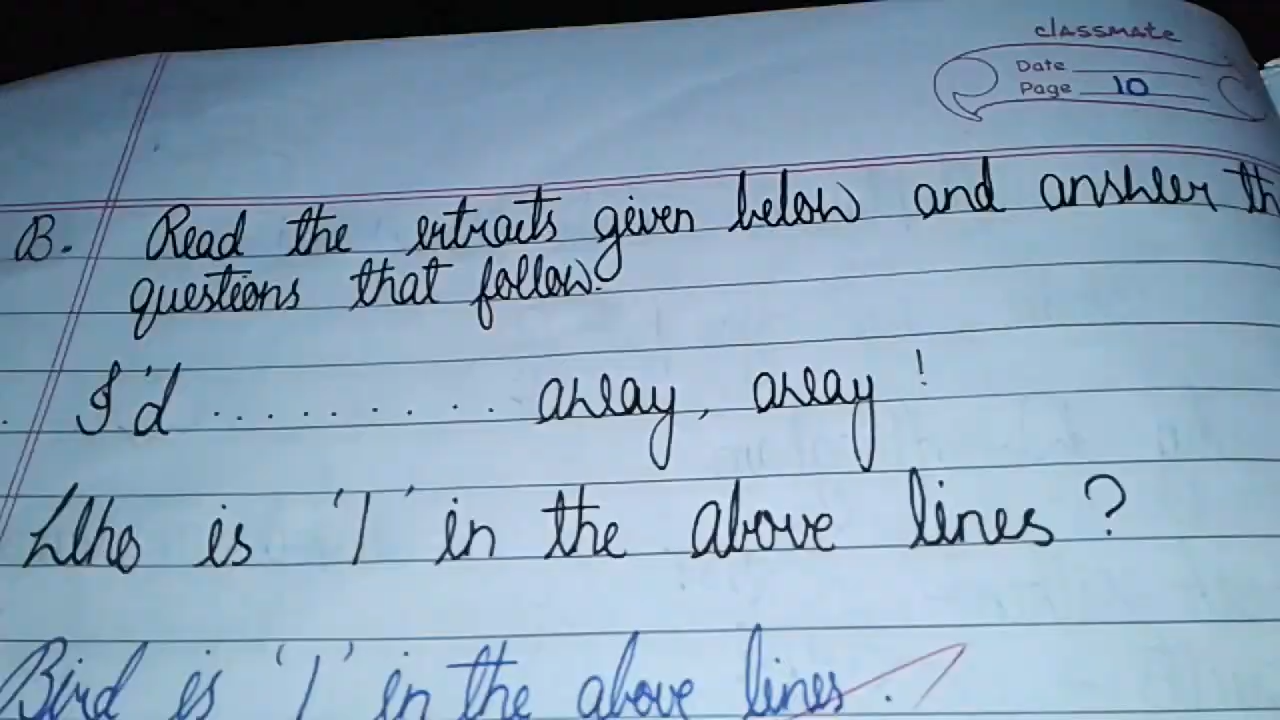 classmate
Date
Page 10
B. Read the extracts given below and answer th
questions that follow.
I'd .......... away, away!
Who is 'I' in the above lines?
Bird is 'I' in the above lines.